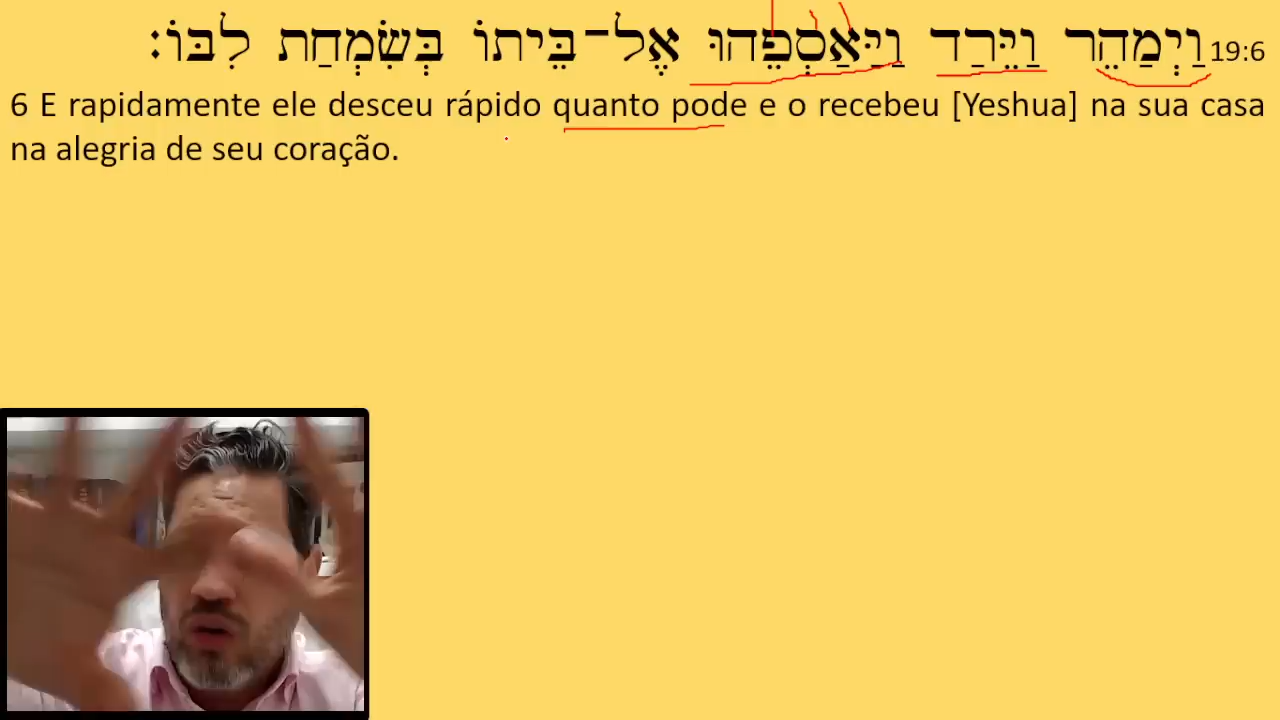 19:6 וַיְמַהֵר וַיֵּרַד וַיַּאַסְפֵהוּ אֶל־בֵּיתוֹ בְּשִׂמְחַת לִבּוֹ׃
6 E rapidamente ele desceu rápido quanto pode e o recebeu [Yeshua] na sua casa
na alegria de seu coração.